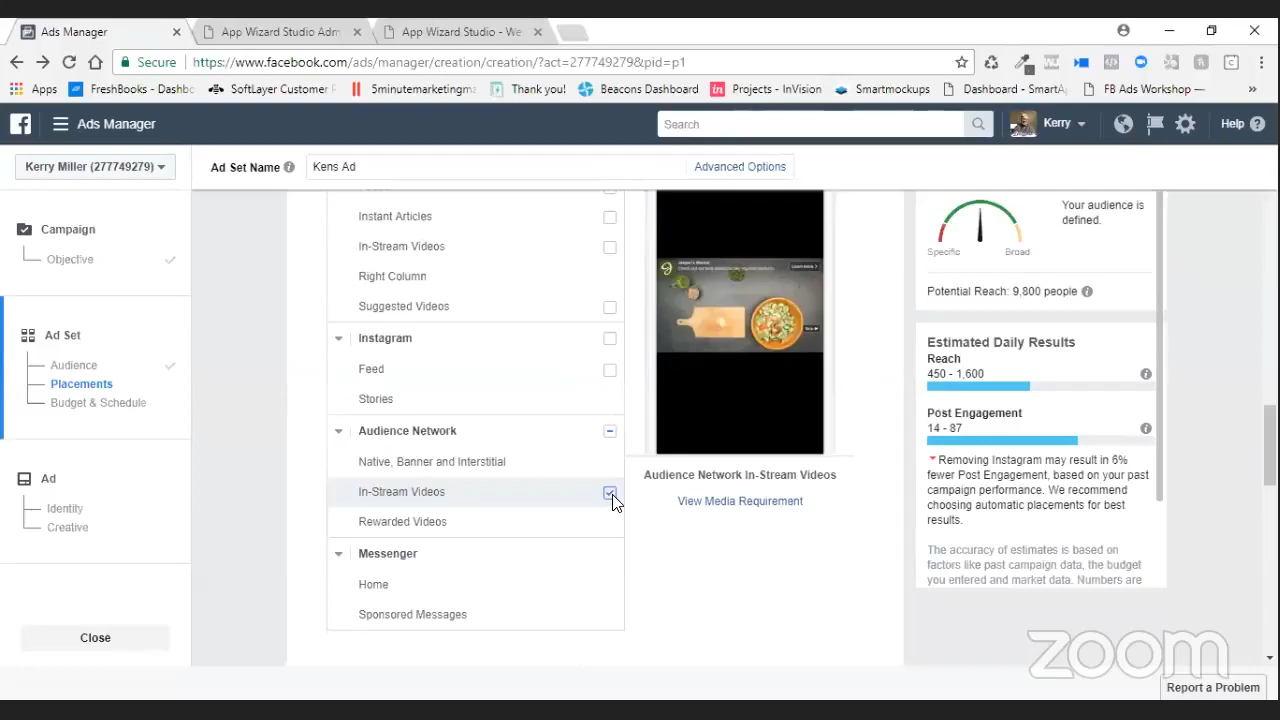 Ads Manager
App Wizard Studio Adm
App Wizard Studio - We
Secure
https://www.facebook.com/ads/manager/creation/creation/?act=277749279&pid=p1
Apps
FreshBooks - Dashbo
SoftLayer Customer
5minutemarketingma
Thank you!
Beacons Dashboard
Projects - InVision
Smartmockups
Dashboard - SmartA
FB Ads Workshop —
»
Ads Manager
Search
Kerry
Help
Kerry Miller (277749279)
Ad Set Name
Kens Ad
Advanced Options
Campaign
Objective
Ad Set
Audience
Placements
Budget & Schedule
Ad
Identity
Creative
Close
Instant Articles
In-Stream Videos
Right Column
Suggested Videos
Instagram
Feed
Stories
Audience Network
Native, Banner and Interstitial
In-Stream Videos
Rewarded Videos
Messenger
Home
Sponsored Messages
Audience Network In-Stream Videos
View Media Requirement
Your audience is
defined.
Specific
Broad
Potential Reach: 9,800 people
Estimated Daily Results
Reach
450 - 1,600
Post Engagement
14 - 87
* Removing Instagram may result in 6%
fewer Post Engagement, based on your past
campaign performance. We recommend
choosing automatic placements for best
results.
The accuracy of estimates is based on
factors like past campaign data, the budget
you entered and market data. Numbers are
zoom
Report a Problem